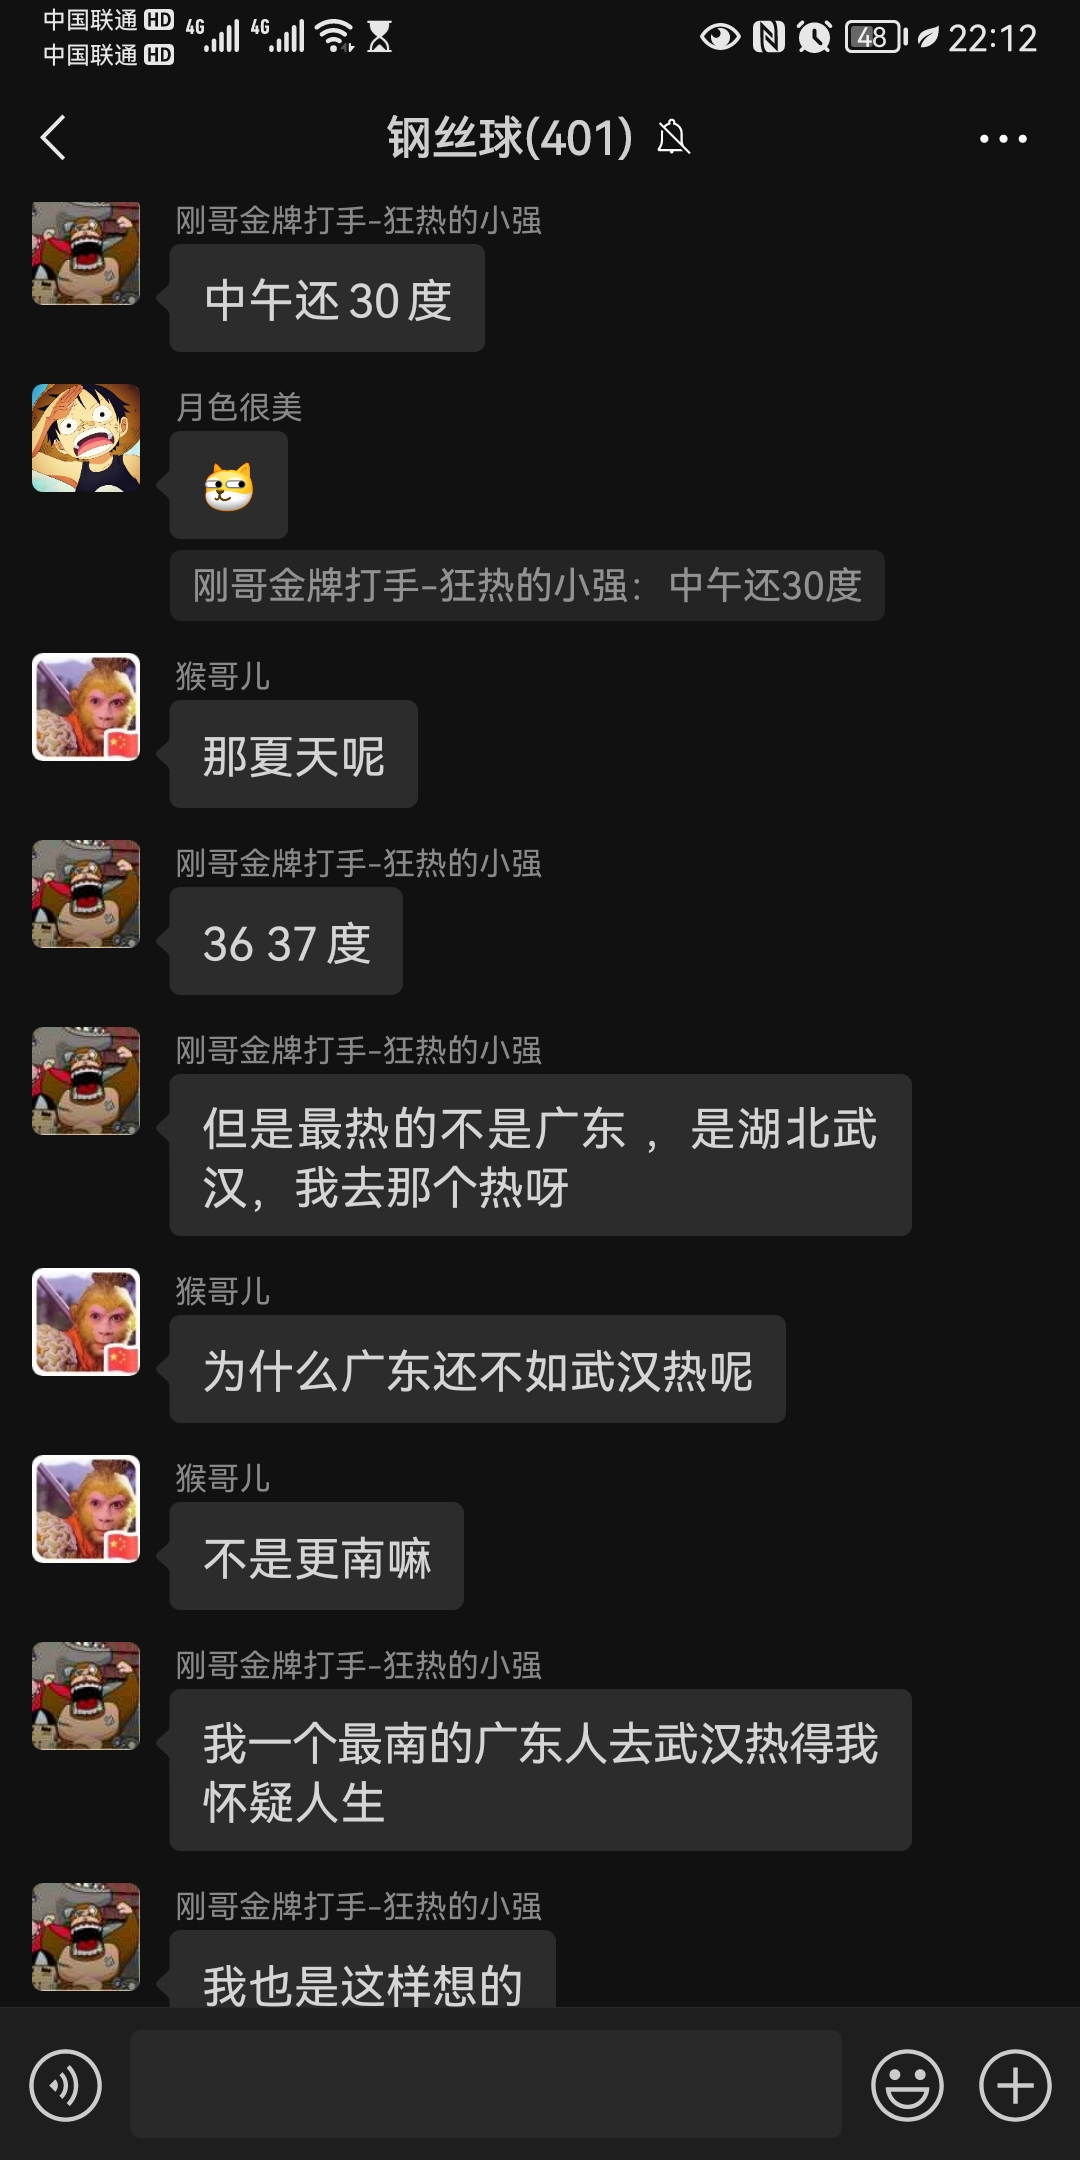 中国联通 HD 4G 4G 48 22:12
中国联通 HD
钢丝球(401)
刚哥金牌打手-狂热的小强
中午还30度
月色很美
刚哥金牌打手-狂热的小强：中午还30度
猴哥儿
那夏天呢
刚哥金牌打手-狂热的小强
36 37度
刚哥金牌打手-狂热的小强
但是最热的不是广东 ，是湖北武
汉，我去那个热呀
猴哥儿
为什么广东还不如武汉热呢
猴哥儿
不是更南嘛
刚哥金牌打手-狂热的小强
我一个最南的广东人去武汉热得我
怀疑人生
刚哥金牌打手-狂热的小强
我也是这样想的